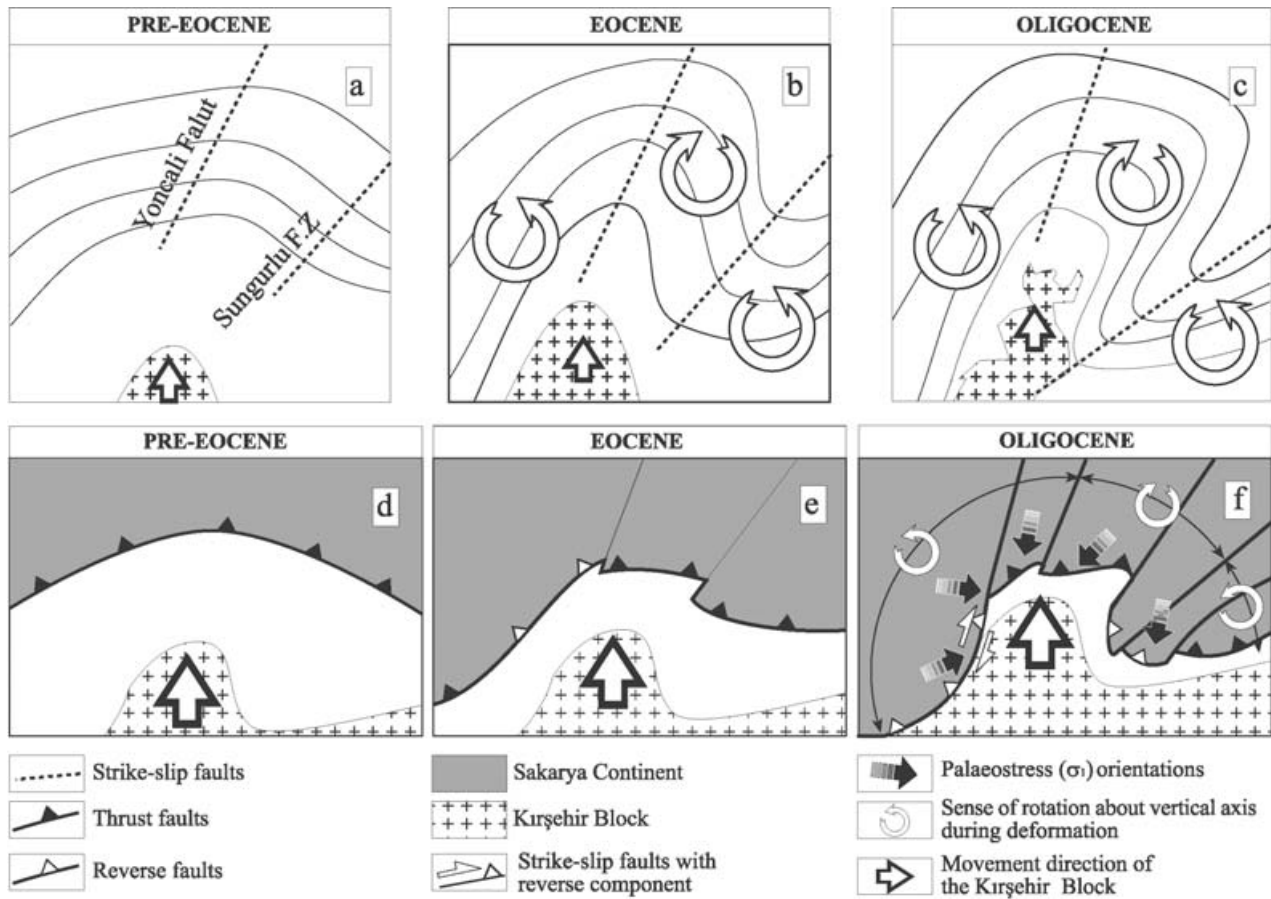 PRE-EOCENE
EOCENE
OLIGOCENE
a
Yoncali Falut
Sungurlu F Z
b
c
PRE-EOCENE
EOCENE
OLIGOCENE
d
e
f
Strike-slip faults
Thrust faults
Reverse faults
Sakarya Continent
Kırşehir Block
Strike-slip faults with
reverse component
Palaeostress (σ₁) orientations
Sense of rotation about vertical axis
during deformation
Movement direction of
the Kırşehir Block